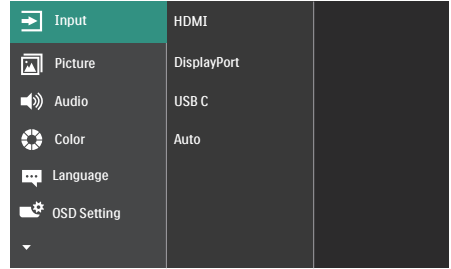 Input
Picture
Audio
Color
Language
OSD Setting
HDMI
DisplayPort
USB C
Auto